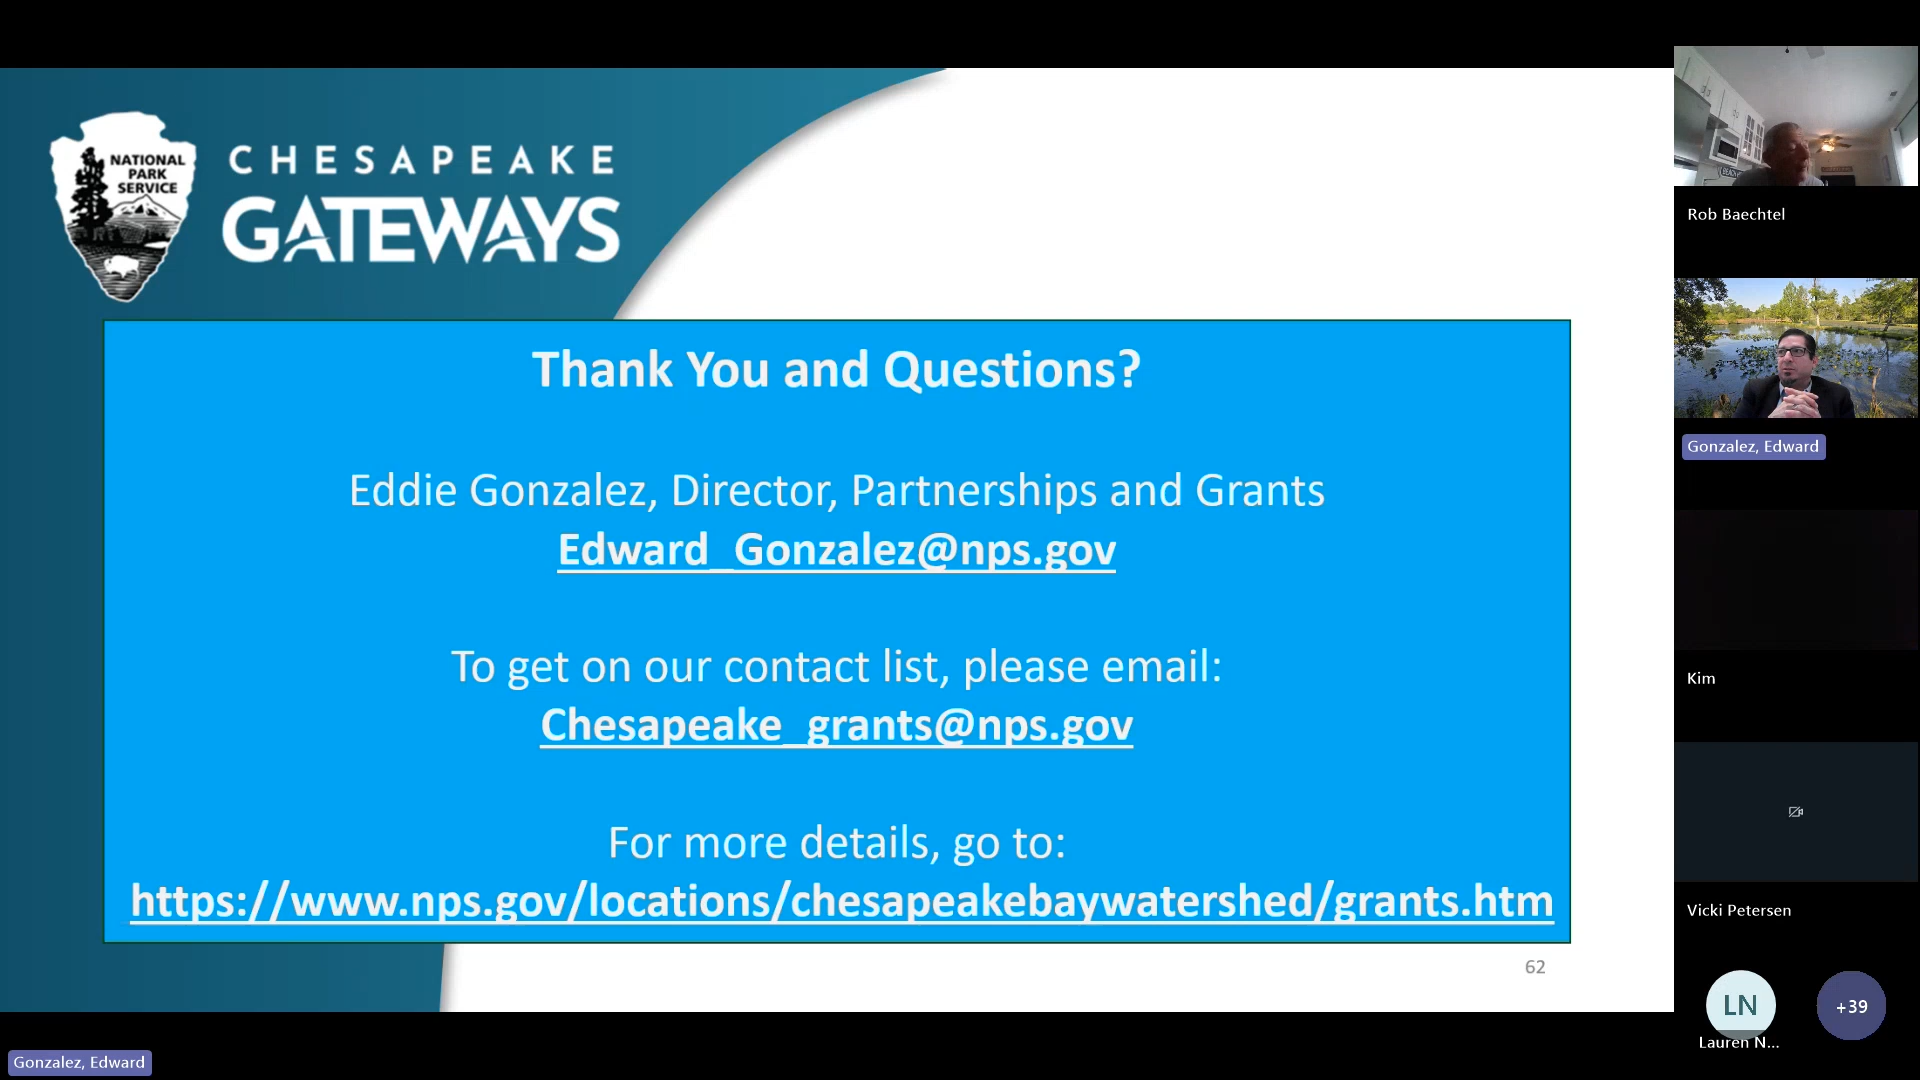 NATIONAL
PARK
SERVICE
CHESAPEAKE
GATEWAYS
Thank You and Questions?
Eddie Gonzalez, Director, Partnerships and Grants
Edward_Gonzalez@nps.gov
To get on our contact list, please email:
Chesapeake_grants@nps.gov
For more details, go to:
https://www.nps.gov/locations/chesapeakebaywatershed/grants.htm
62
Gonzalez, Edward
Rob Baechtel
Gonzalez, Edward
Kim
Vicki Petersen
LN
+39
Lauren N...